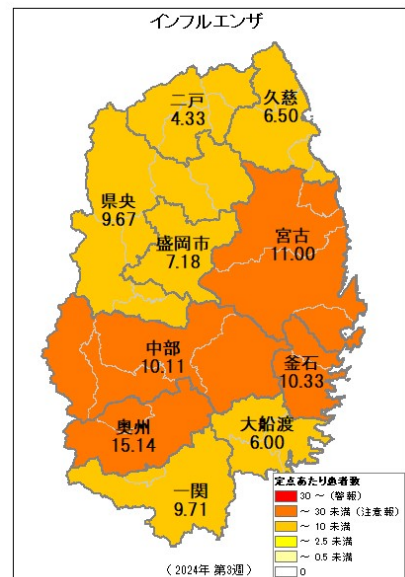 インフルエンザ
二戸
4.33
久慈
6.50
県央
9.67
盛岡市
7.18
宮古
11.00
中部
10.11
釜石
10.33
奥州
15.14
大船渡
6.00
一関
9.71
定点あたり患者数
30 ~ (警報)
~ 30 未満 (注意報)
~ 10 未満
~ 2.5 未満
~ 0.5 未満
0
( 2024年 第3週 )